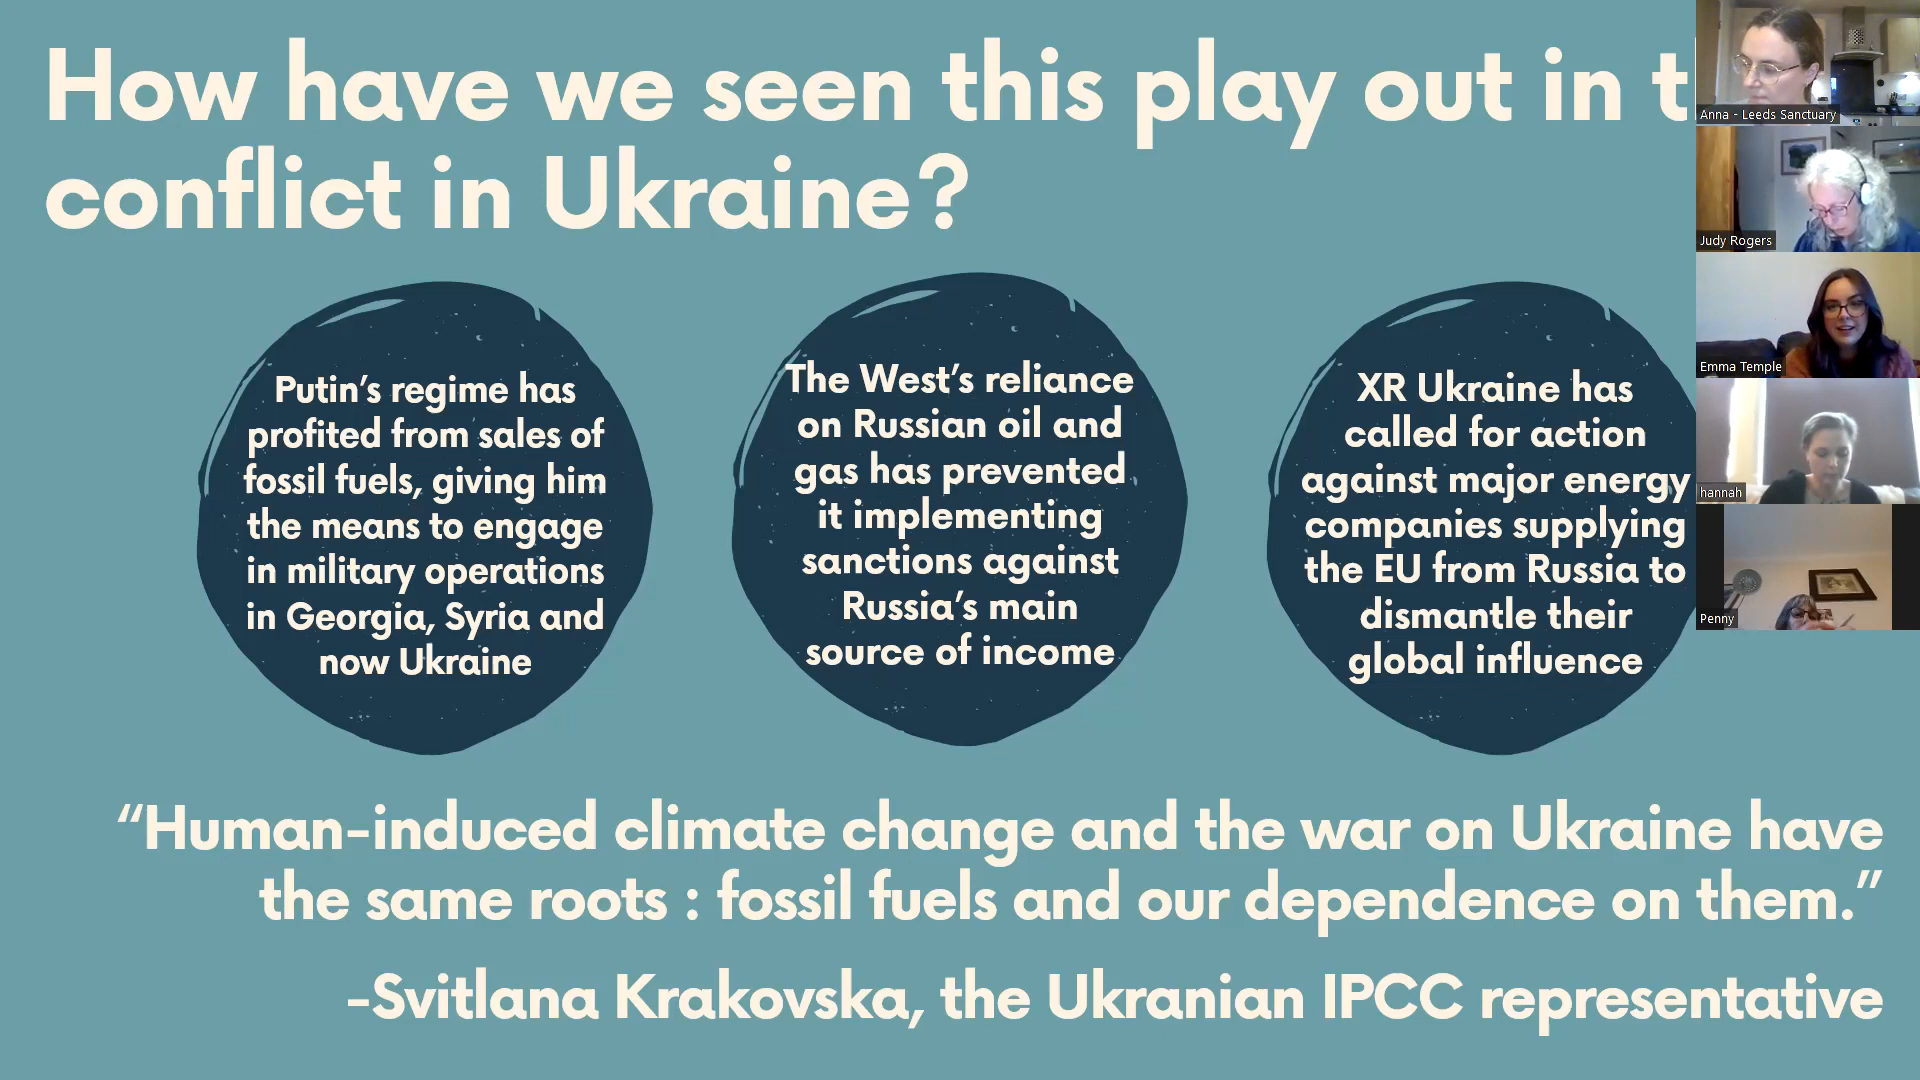 How have we seen this play out in t
conflict in Ukraine?
Putin’s regime has
profited from sales of
fossil fuels, giving him
the means to engage
in military operations
in Georgia, Syria and
now Ukraine
The West’s reliance
on Russian oil and
gas has prevented
it implementing
sanctions against
Russia’s main
source of income
XR Ukraine has
called for action
against major energy
companies supplying
the EU from Russia to
dismantle their
global influence
“Human-induced climate change and the war on Ukraine have
the same roots : fossil fuels and our dependence on them.”
-Svitlana Krakovska, the Ukranian IPCC representative
Anna - Leeds Sanctuary
Judy Rogers
Emma Temple
hannah
Penny